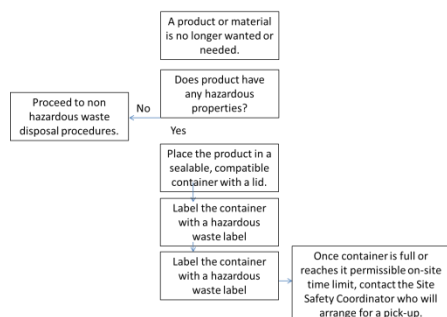 A product or material
is no longer wanted or
needed.
Does product have
any hazardous
properties?
No
Proceed to non
hazardous waste
disposal procedures.
Yes
Place the product in a
sealable, compatible
container with a lid.
Label the container
with a hazardous
waste label
Label the container
with a hazardous
waste label
Once container is full or
reaches it permissible on-site
time limit, contact the Site
Safety Coordinator who will
arrange for a pick-up.